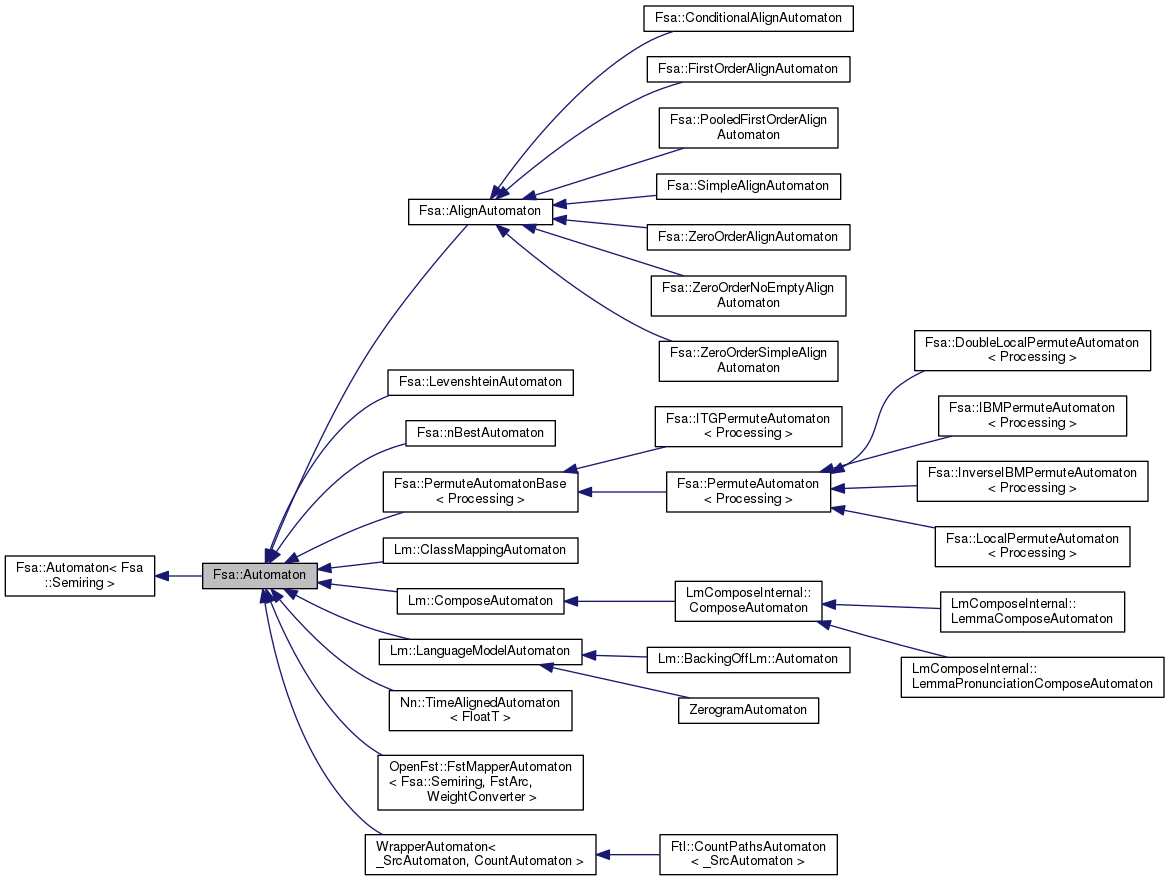 Fsa::ConditionalAlignAutomaton
Fsa::FirstOrderAlignAutomaton
Fsa::PooledFirstOrderAlign
Automaton
Fsa::SimpleAlignAutomaton
Fsa::AlignAutomaton
Fsa::ZeroOrderAlignAutomaton
Fsa::ZeroOrderNoEmptyAlign
Automaton
Fsa::ZeroOrderSimpleAlign
Automaton
Fsa::DoubleLocalPermuteAutomaton
< Processing >
Fsa::LevenshteinAutomaton
Fsa::IBMPermuteAutomaton
< Processing >
Fsa::nBestAutomaton
Fsa::ITGPermuteAutomaton
< Processing >
Fsa::InverseIBMPermuteAutomaton
< Processing >
Fsa::PermuteAutomatonBase
< Processing >
Fsa::PermuteAutomaton
< Processing >
Fsa::LocalPermuteAutomaton
< Processing >
Lm::ClassMappingAutomaton
Fsa::Automaton< Fsa
::Semiring >
Fsa::Automaton
Lm::ComposeAutomaton
LmComposeInternal::
ComposeAutomaton
LmComposeInternal::
LemmaComposeAutomaton
Lm::LanguageModelAutomaton
Lm::BackingOffLm::Automaton
LmComposeInternal::
LemmaPronunciationComposeAutomaton
Nn::TimeAlignedAutomaton
< FloatT >
ZerogramAutomaton
OpenFst::FstMapperAutomaton
< Fsa::Semiring, FstArc,
WeightConverter >
WrapperAutomaton<
_SrcAutomaton, CountAutomaton >
Ftl::CountPathsAutomaton
< _SrcAutomaton >